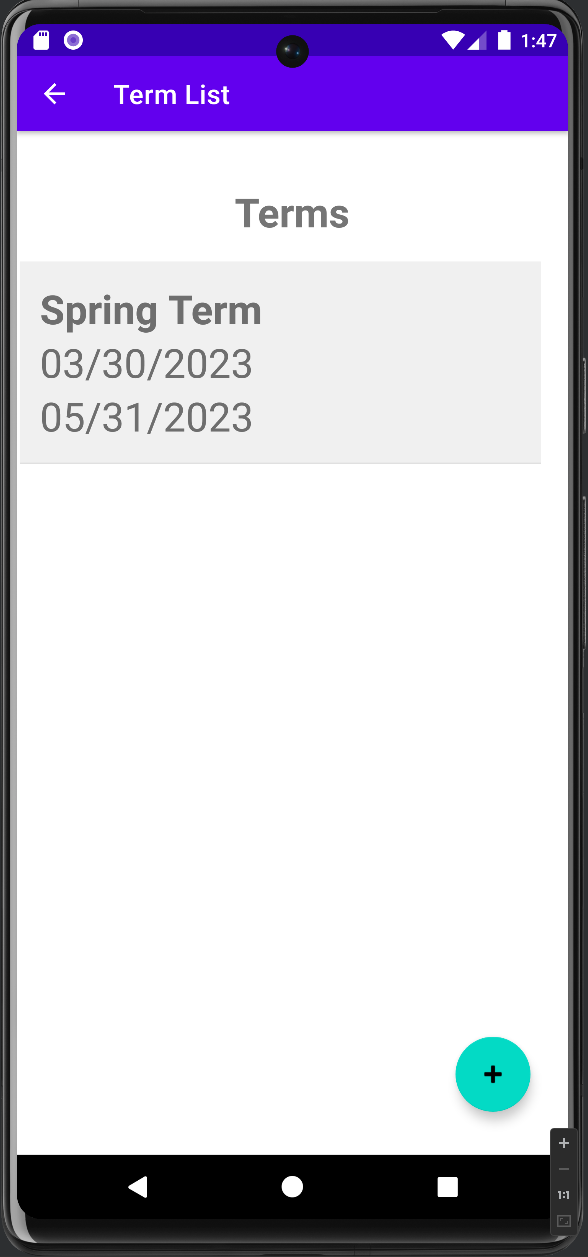 1:47
Term List
Terms
Spring Term
03/30/2023
05/31/2023
+
+
−
1:1